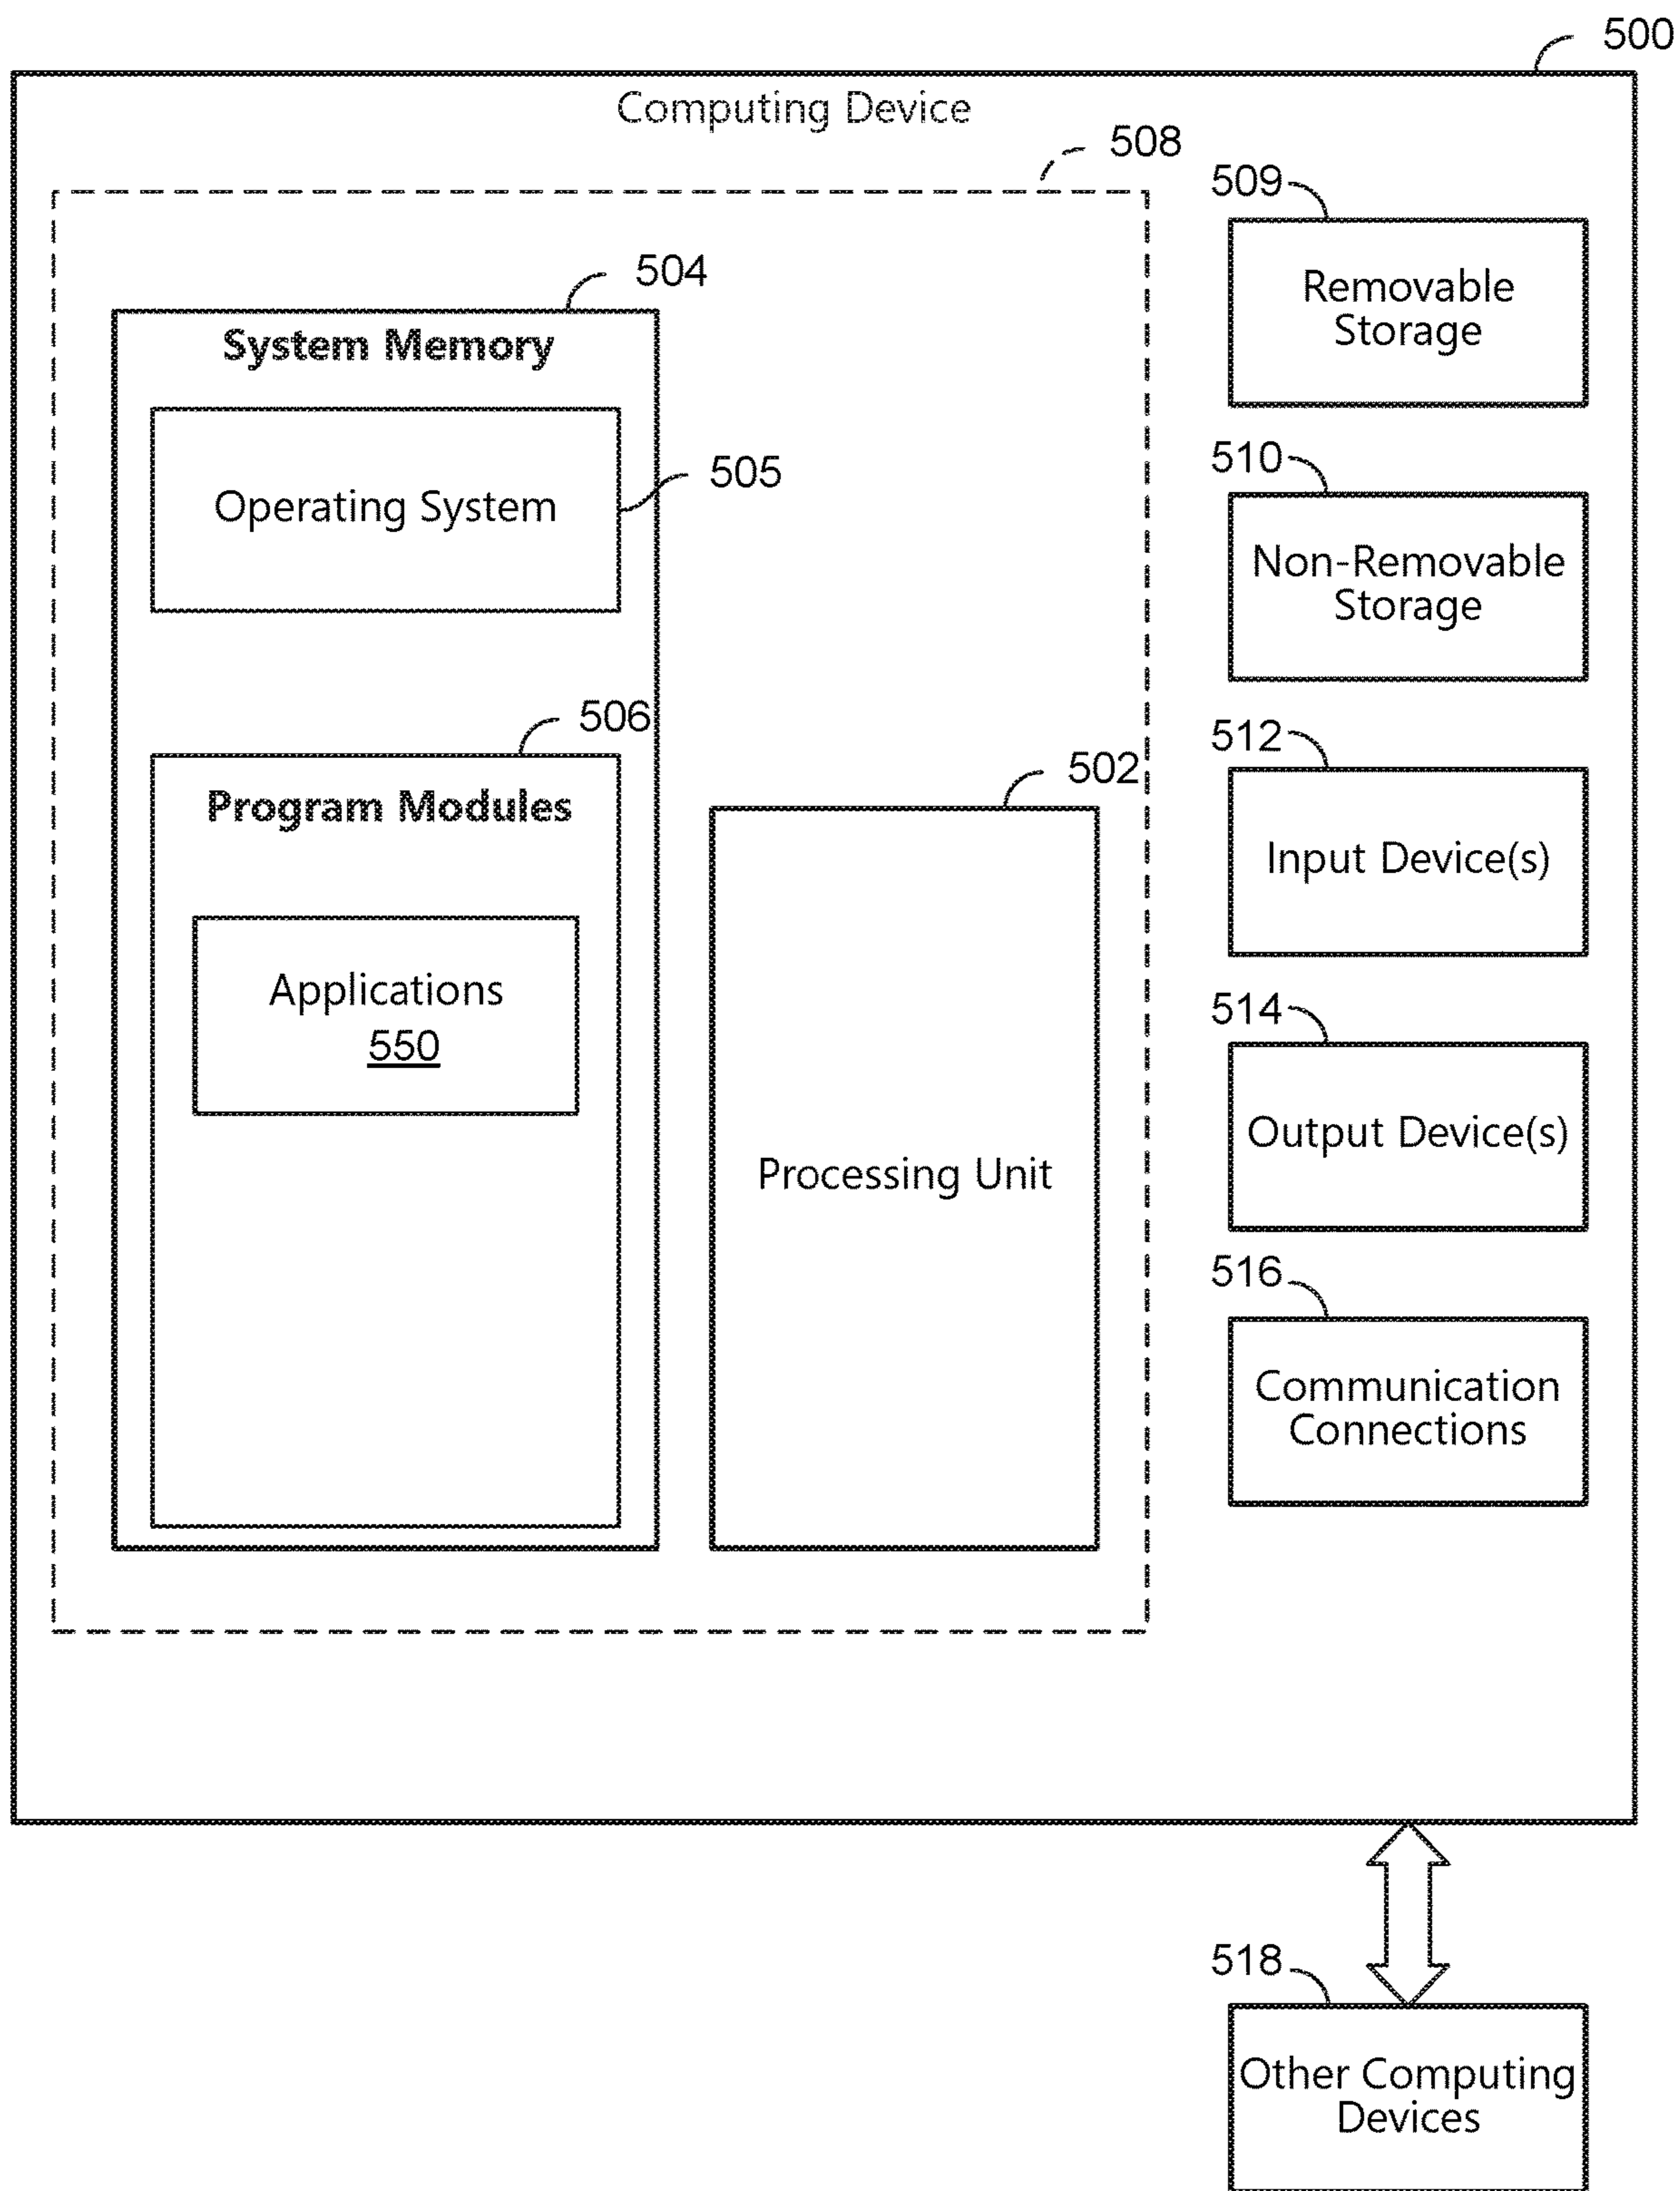 500
Computing Device
508
509
Removable
Storage
504
System Memory
Operating System
505
510
Non-Removable
Storage
506
Program Modules
Applications
550
502
Processing Unit
512
Input Device(s)
514
Output Device(s)
516
Communication
Connections
518
Other Computing
Devices